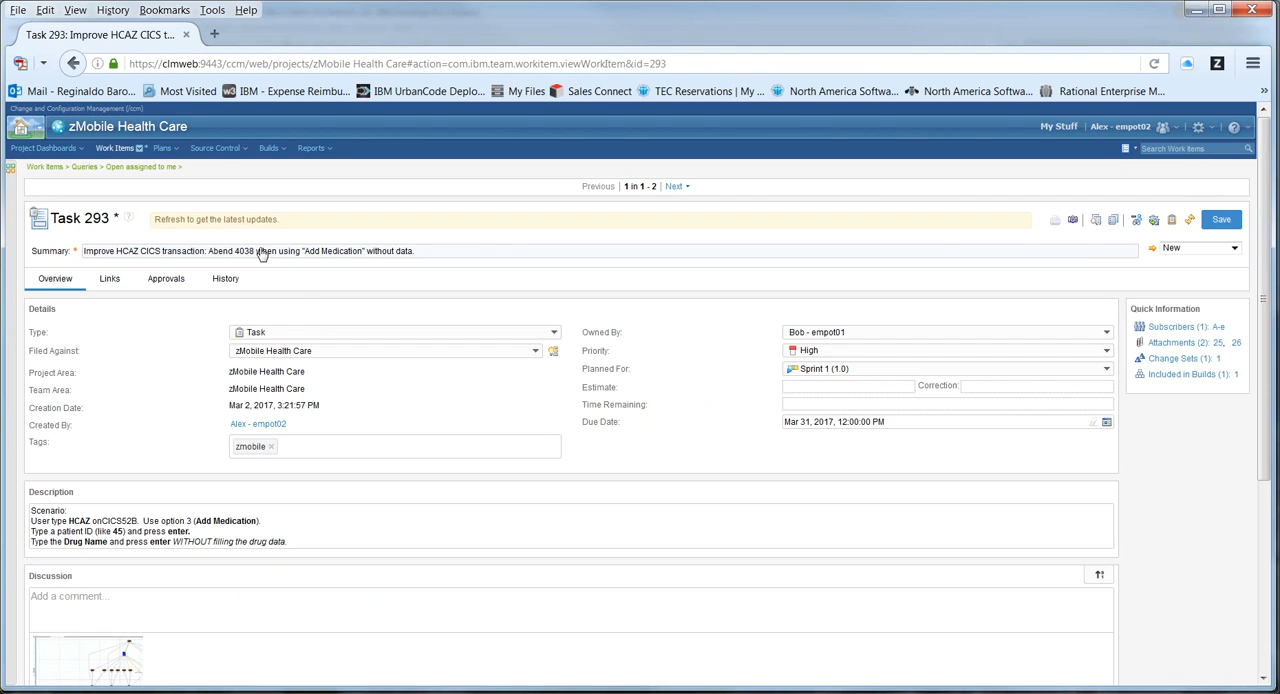 File Edit View History Bookmarks Tools Help
Task 293: Improve HCAZ CICS t... × +
https://clmweb:9443/ccm/web/projects/zMobile Health Care#action=com.ibm.team.workitem.viewWorkItem&id=293
Mail - Reginaldo Baro... Most Visited w3 IBM - Expense Reimbu... IBM UrbanCode Deplo... My Files Sales Connect TEC Reservations | My ... North America Softwa... North America Softwa... Rational Enterprise M... »
Change and Configuration Management (/ccm)
zMobile Health Care My Stuff Alex - empot02
Project Dashboards Work Items Plans Source Control Builds Reports Search Work Items
Work Items > Queries > Open assigned to me >
Previous 1 in 1 - 2 Next
Task 293 * Refresh to get the latest updates. Save
Summary: * Improve HCAZ CICS transaction: Abend 4038 when using "Add Medication" without data. New
Overview Links Approvals History
Details Quick Information
Type: Task Owned By: Bob - empot01 Subscribers (1): A-e
Filed Against: zMobile Health Care Priority: High Attachments (2): 25, 26
Project Area: zMobile Health Care Planned For: Sprint 1 (1.0) Change Sets (1): 1
Team Area: zMobile Health Care Estimate: Correction: Included in Builds (1): 1
Creation Date: Mar 2, 2017, 3:21:57 PM Time Remaining:
Created By: Alex - empot02 Due Date: Mar 31, 2017, 12:00:00 PM
Tags: zmobile ×
Description
Scenario:
User type HCAZ onCICS52B. Use option 3 (Add Medication).
Type a patient ID (like 45) and press enter.
Type the Drug Name and press enter WITHOUT filling the drug data.
Discussion
Add a comment...